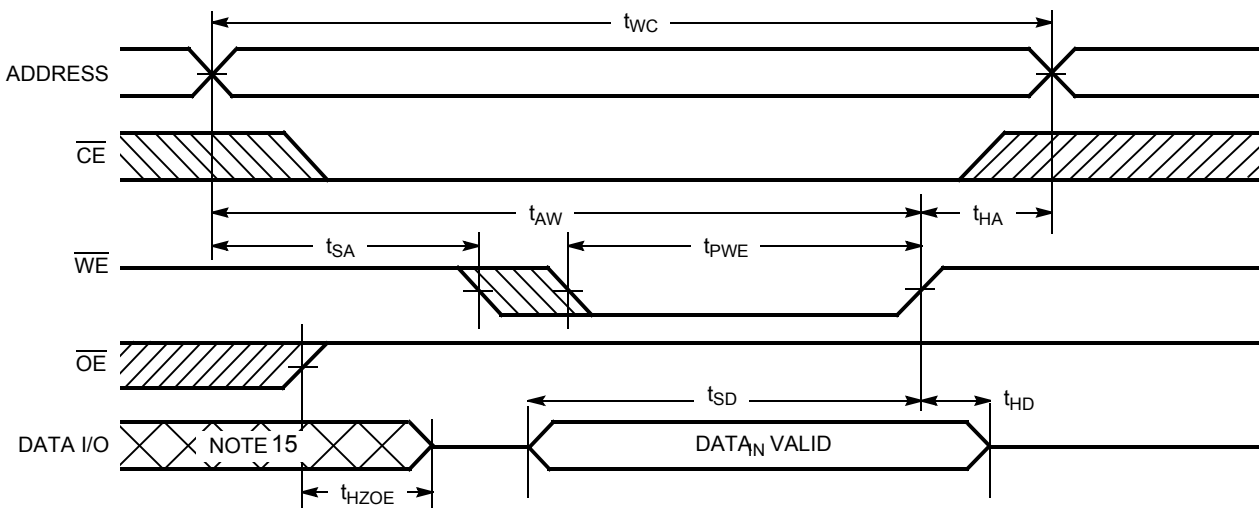 tWC
ADDRESS
CE
tAW
tHA
tSA
tPWE
WE
OE
tSD
tHD
DATA I/O
NOTE 15
DATAIN VALID
tHZOE